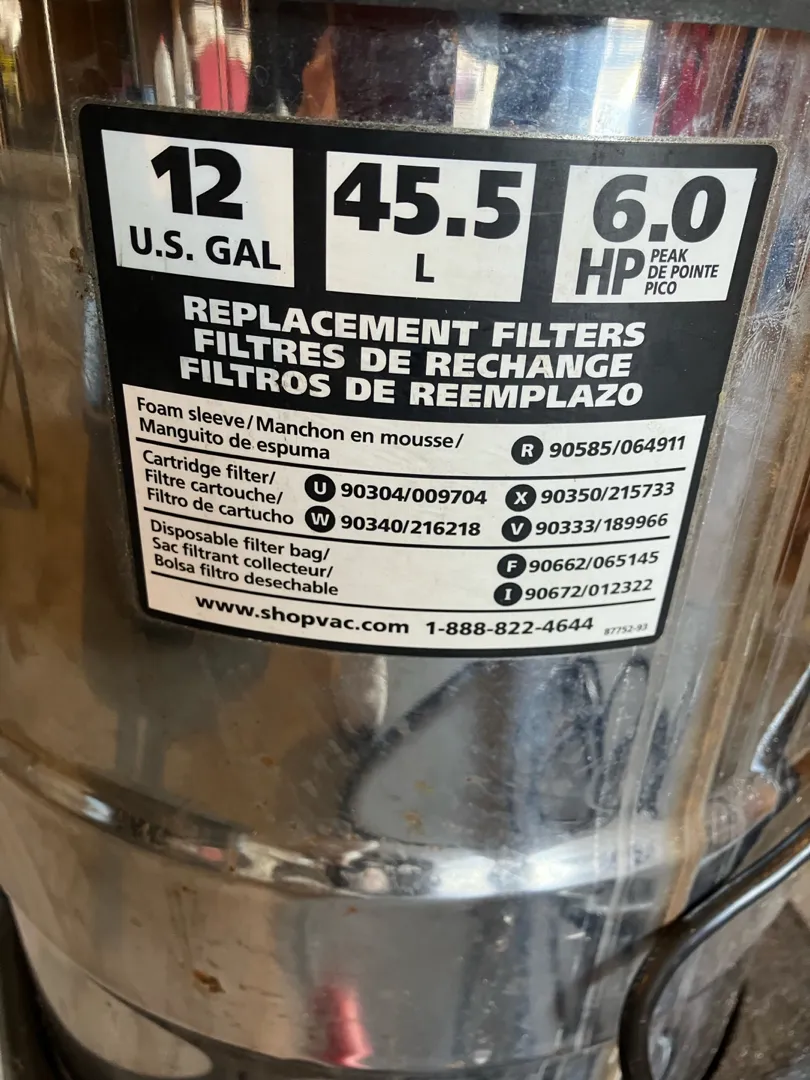 12
U.S. GAL
45.5
L
6.0
HP PEAK
DE POINTE
PICO
REPLACEMENT FILTERS
FILTRES DE RECHANGE
FILTROS DE REEMPLAZO
Foam sleeve/Manchon en mousse/
Manguito de espuma
R 90585/064911
Cartridge filter/
Filtre cartouche/
Filtro de cartucho
U 90304/009704 X 90350/215733
W 90340/216218 V 90333/189966
Disposable filter bag/
Sac filtrant collecteur/
Bolsa filtro desechable
F 90662/065145
I 90672/012322
www.shopvac.com 1-888-822-4644 87752-93